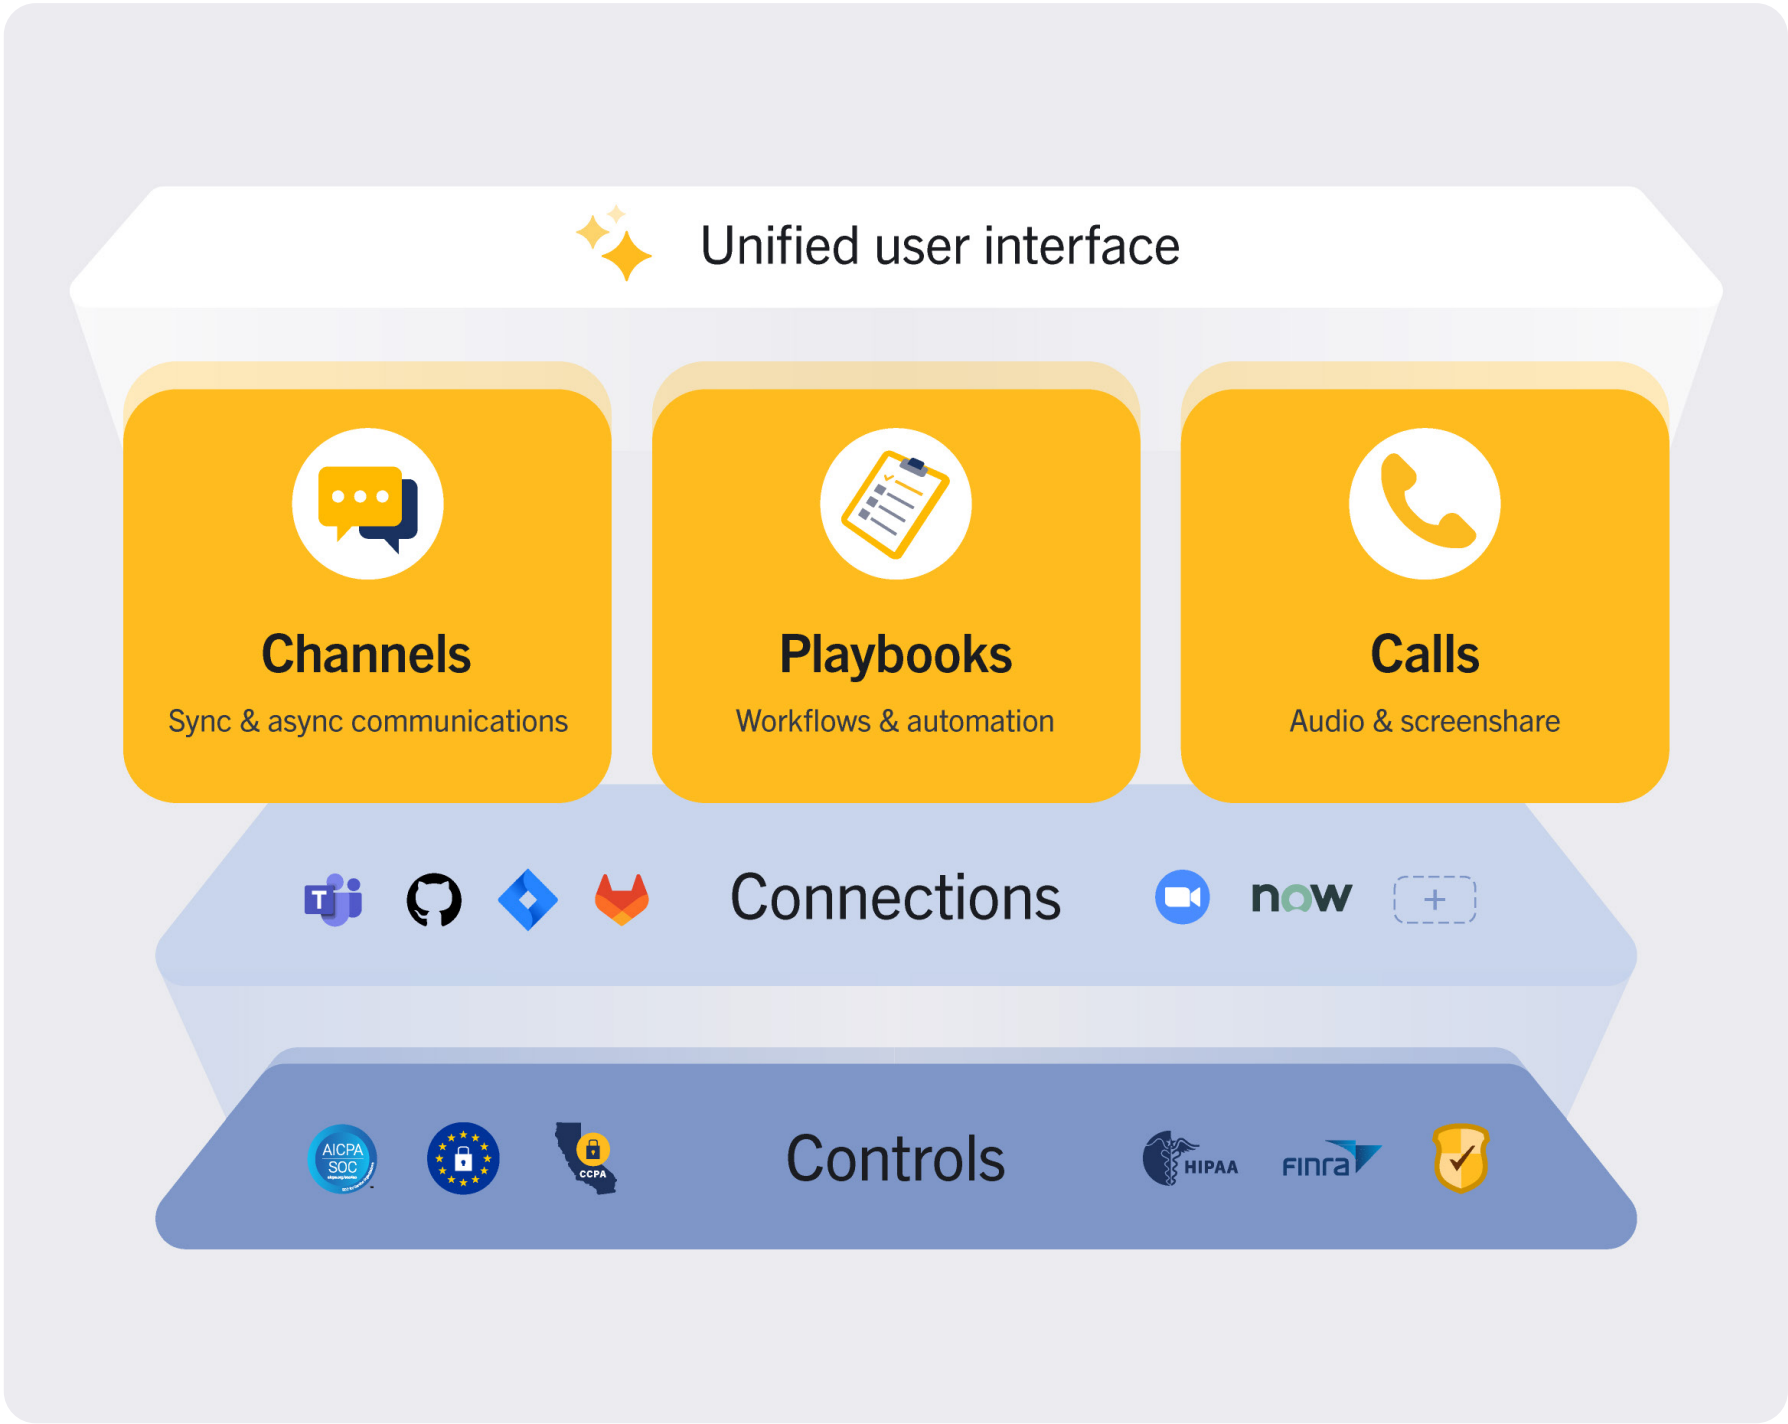 Unified user interface
Channels
Sync & async communications
Playbooks
Workflows & automation
Calls
Audio & screenshare
T
Connections
now
+
AICPA
SOC
CCPA
Controls
HIPAA
FINRA